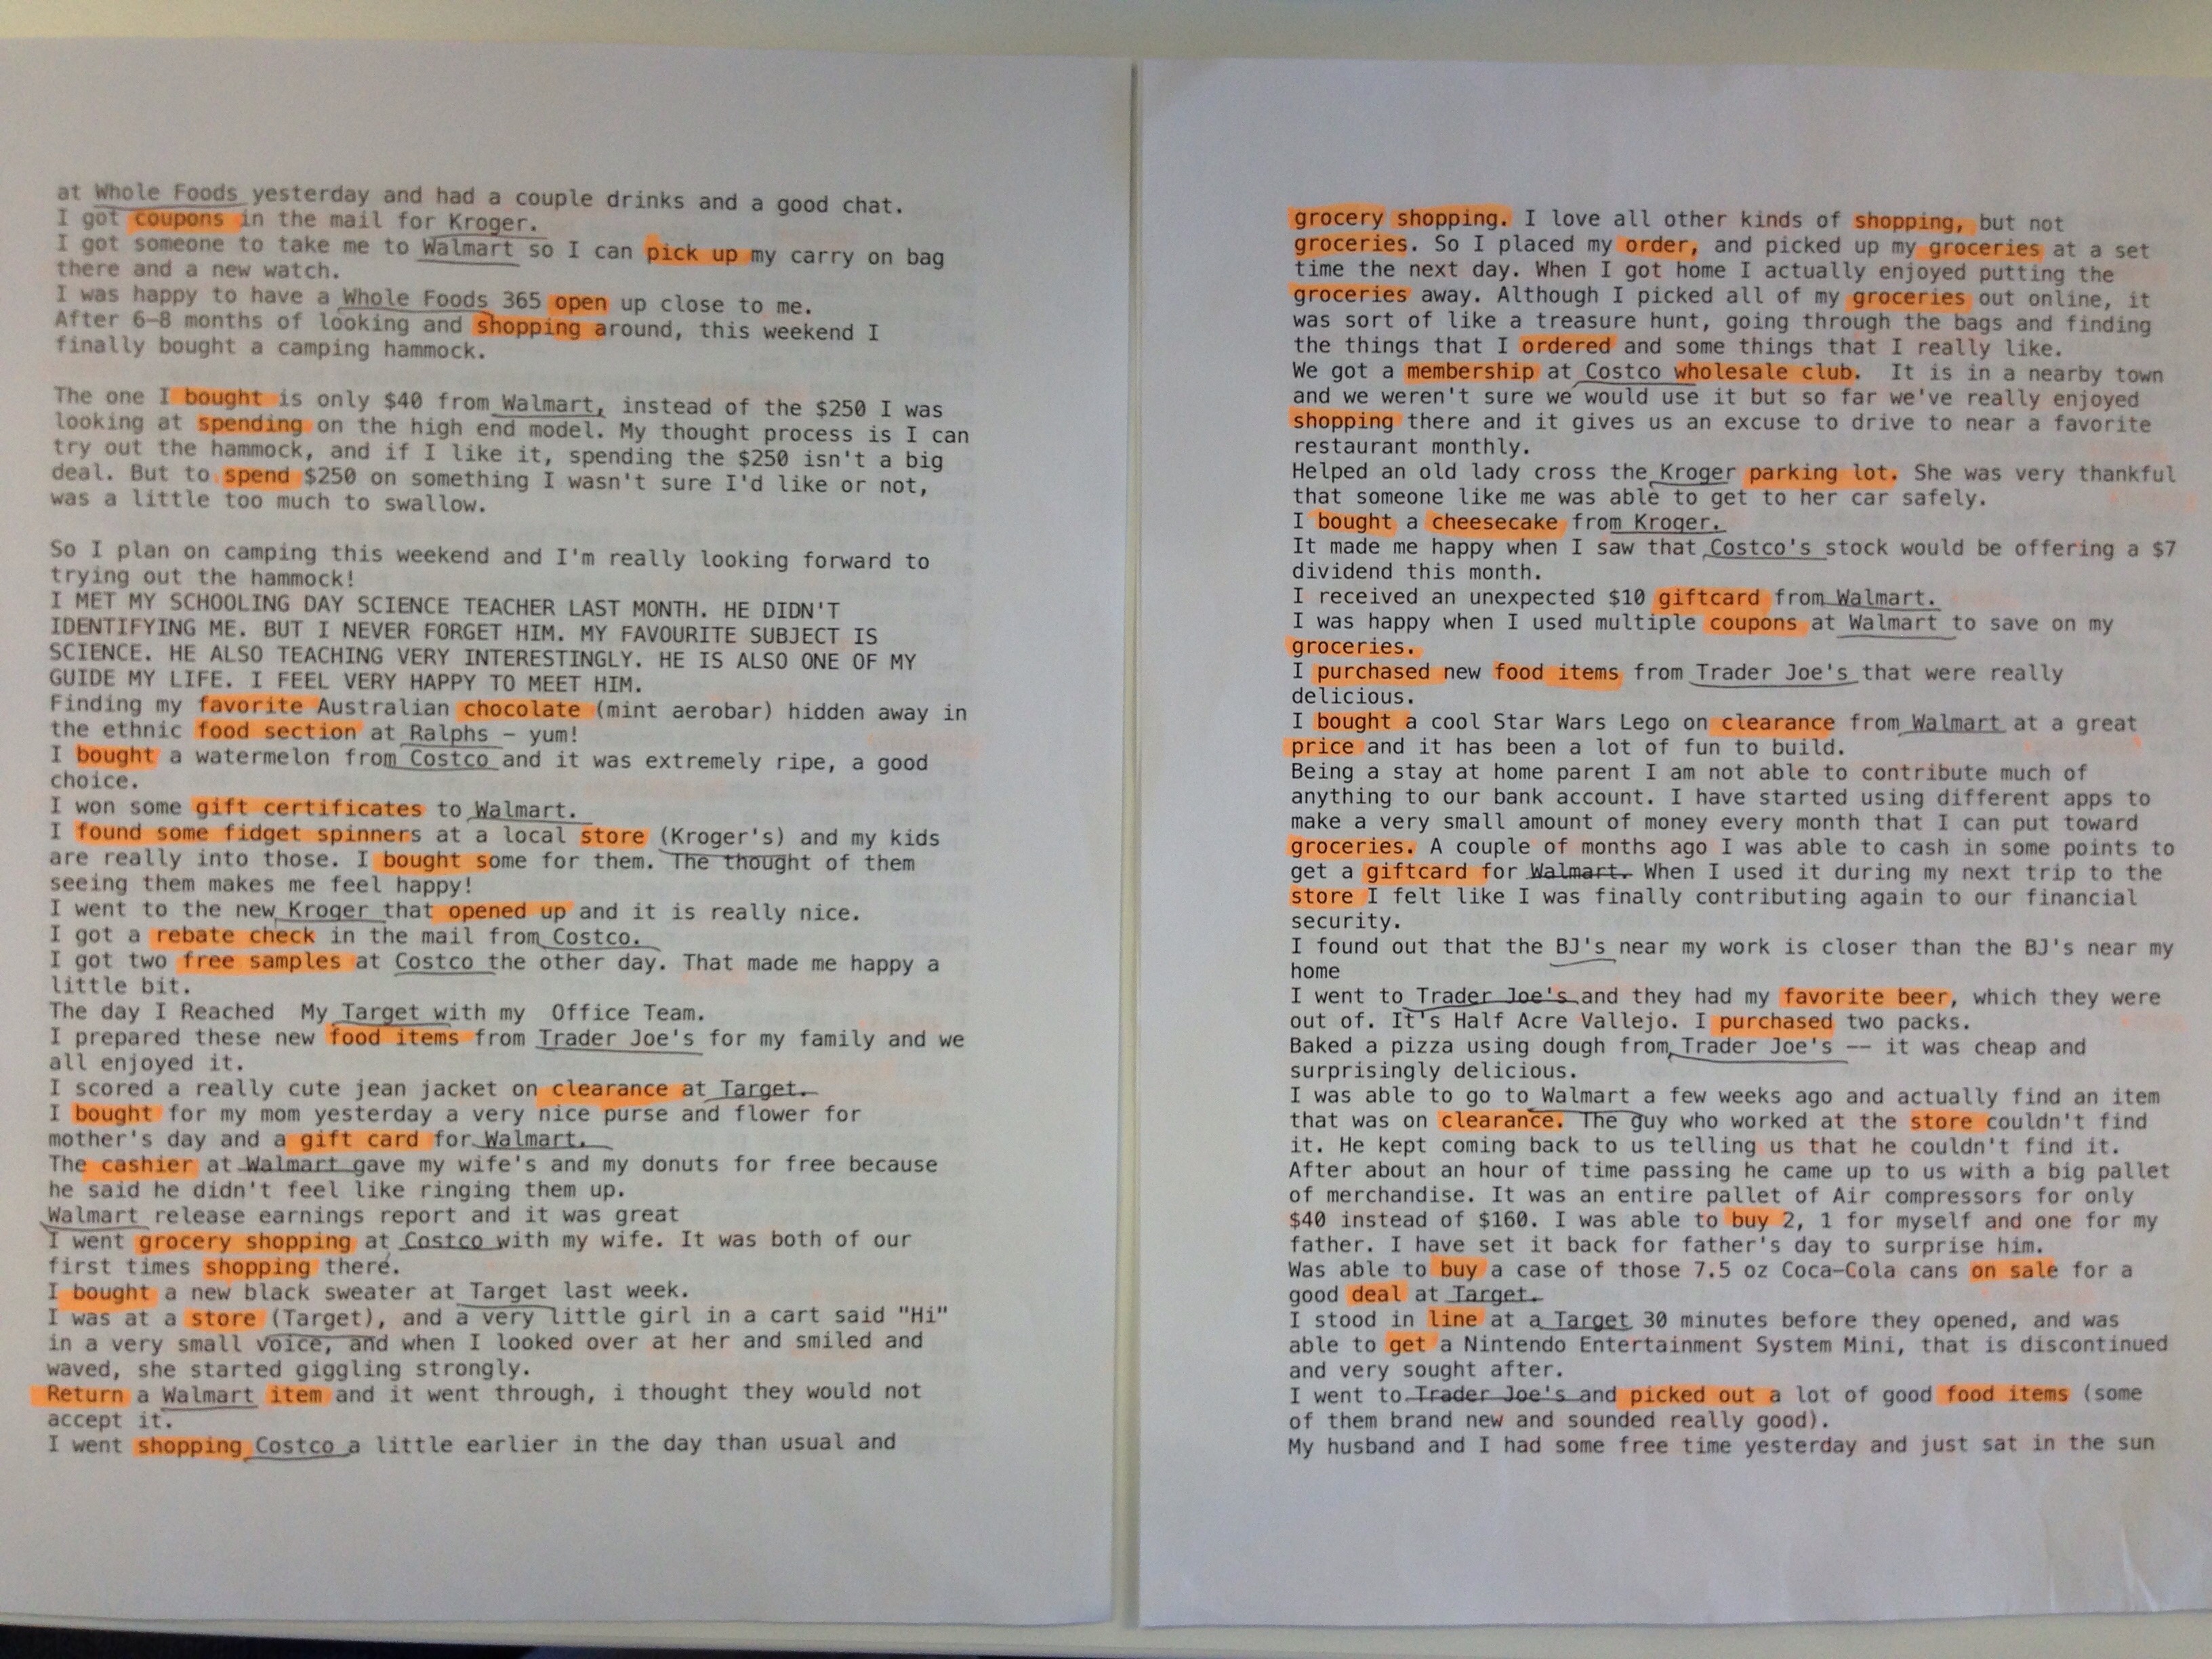 at Whole Foods yesterday and had a couple drinks and a good chat.
I got coupons in the mail for Kroger.
I got someone to take me to Walmart so I can pick up my carry on bag
there and a new watch.
I was happy to have a Whole Foods 365 open up close to me.
After 6-8 months of looking and shopping around, this weekend I
finally bought a camping hammock.
The one I bought is only $40 from Walmart, instead of the $250 I was
looking at spending on the high end model. My thought process is I can
try out the hammock, and if I like it, spending the $250 isn't a big
deal. But to spend $250 on something I wasn't sure I'd like or not,
was a little too much to swallow.
So I plan on camping this weekend and I'm really looking forward to
trying out the hammock!
I MET MY SCHOOLING DAY SCIENCE TEACHER LAST MONTH. HE DIDN'T
IDENTIFYING ME. BUT I NEVER FORGET HIM. MY FAVOURITE SUBJECT IS
SCIENCE. HE ALSO TEACHING VERY INTERESTINGLY. HE IS ALSO ONE OF MY
GUIDE MY LIFE. I FEEL VERY HAPPY TO MEET HIM.
Finding my favorite Australian chocolate (mint aerobar) hidden away in
the ethnic food section at Ralphs - yum!
I bought a watermelon from Costco and it was extremely ripe, a good
choice.
I won some gift certificates to Walmart.
I found some fidget spinners at a local store (Kroger's) and my kids
are really into those. I bought some for them. The thought of them
seeing them makes me feel happy!
I went to the new Kroger that opened up and it is really nice.
I got a rebate check in the mail from Costco.
I got two free samples at Costco the other day. That made me happy a
little bit.
The day I Reached My Target with my Office Team.
I prepared these new food items from Trader Joe's for my family and we
all enjoyed it.
I scored a really cute jean jacket on clearance at Target.
I bought for my mom yesterday a very nice purse and flower for
mother's day and a gift card for Walmart.
The cashier at Walmart gave my wife's and my donuts for free because
he said he didn't feel like ringing them up.
Walmart release earnings report and it was great
I went grocery shopping at Costco with my wife. It was both of our
first times shopping there.
I bought a new black sweater at Target last week.
I was at a store (Target), and a very little girl in a cart said "Hi"
in a very small voice, and when I looked over at her and smiled and
waved, she started giggling strongly.
Return a Walmart item and it went through, i thought they would not
accept it.
I went shopping Costco a little earlier in the day than usual and
grocery shopping. I love all other kinds of shopping, but not
groceries. So I placed my order, and picked up my groceries at a set
time the next day. When I got home I actually enjoyed putting the
groceries away. Although I picked all of my groceries out online, it
was sort of like a treasure hunt, going through the bags and finding
the things that I ordered and some things that I really like.
We got a membership at Costco wholesale club. It is in a nearby town
and we weren't sure we would use it but so far we've really enjoyed
shopping there and it gives us an excuse to drive to near a favorite
restaurant monthly.
Helped an old lady cross the Kroger parking lot. She was very thankful
that someone like me was able to get to her car safely.
I bought a cheesecake from Kroger.
It made me happy when I saw that Costco's stock would be offering a $7
dividend this month.
I received an unexpected $10 giftcard from Walmart.
I was happy when I used multiple coupons at Walmart to save on my
groceries.
I purchased new food items from Trader Joe's that were really
delicious.
I bought a cool Star Wars Lego on clearance from Walmart at a great
price and it has been a lot of fun to build.
Being a stay at home parent I am not able to contribute much of
anything to our bank account. I have started using different apps to
make a very small amount of money every month that I can put toward
groceries. A couple of months ago I was able to cash in some points to
get a giftcard for Walmart. When I used it during my next trip to the
store I felt like I was finally contributing again to our financial
security.
I found out that the BJ's near my work is closer than the BJ's near my
home
I went to Trader Joe's and they had my favorite beer, which they were
out of. It's Half Acre Vallejo. I purchased two packs.
Baked a pizza using dough from Trader Joe's -- it was cheap and
surprisingly delicious.
I was able to go to Walmart a few weeks ago and actually find an item
that was on clearance. The guy who worked at the store couldn't find
it. He kept coming back to us telling us that he couldn't find it.
After about an hour of time passing he came up to us with a big pallet
of merchandise. It was an entire pallet of Air compressors for only
$40 instead of $160. I was able to buy 2, 1 for myself and one for my
father. I have set it back for father's day to surprise him.
Was able to buy a case of those 7.5 oz Coca-Cola cans on sale for a
good deal at Target.
I stood in line at a Target 30 minutes before they opened, and was
able to get a Nintendo Entertainment System Mini, that is discontinued
and very sought after.
I went to Trader Joe's and picked out a lot of good food items (some
of them brand new and sounded really good).
My husband and I had some free time yesterday and just sat in the sun